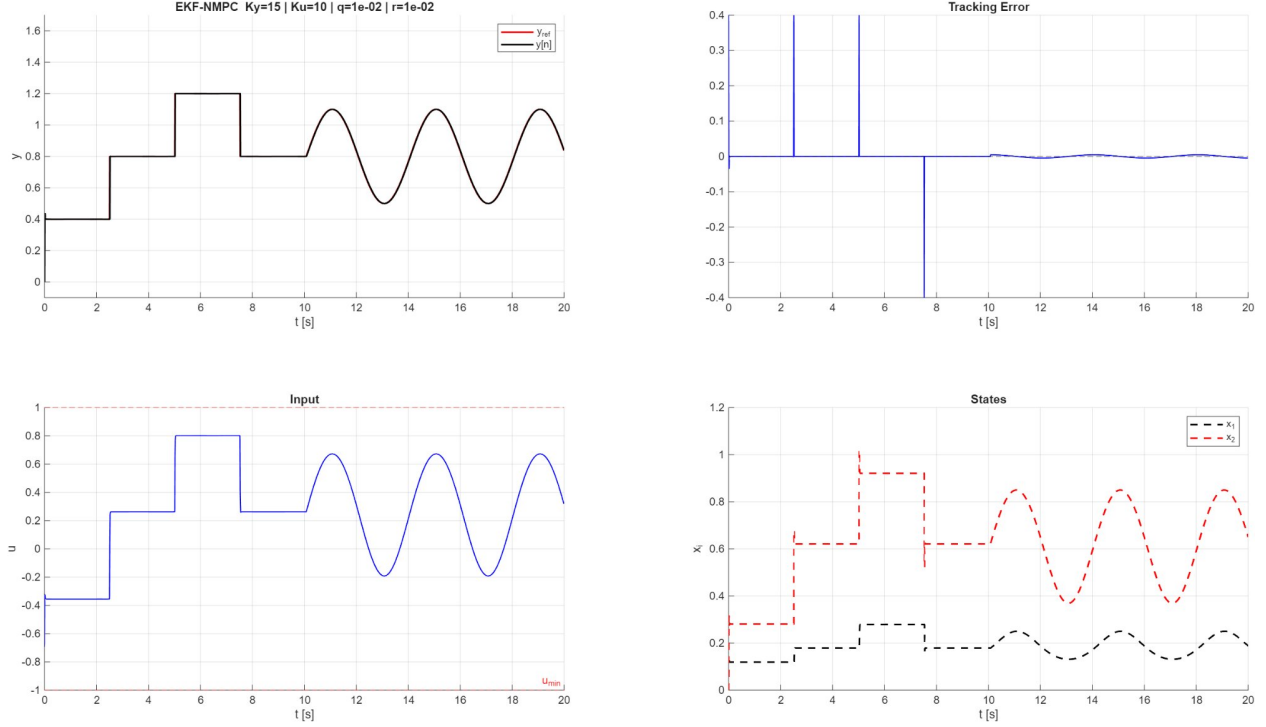 EKF-NMPC Ky=15 | Ku=10 | q=1e-02 | r=1e-02
1.6
1.4
1.2
1
0.8
0.6
0.4
0.2
0
y
y_ref
y[n]
0 2 4 6 8 10 12 14 16 18 20
t [s]
Tracking Error
0.4
0.3
0.2
0.1
0
-0.1
-0.2
-0.3
-0.4
0 2 4 6 8 10 12 14 16 18 20
t [s]
Input
1
0.8
0.6
0.4
0.2
0
-0.2
-0.4
-0.6
-0.8
-1
u
u_min
0 2 4 6 8 10 12 14 16 18 20
t [s]
States
1.2
1
0.8
0.6
0.4
0.2
0
x_i
x_1
x_2
0 2 4 6 8 10 12 14 16 18 20
t [s]